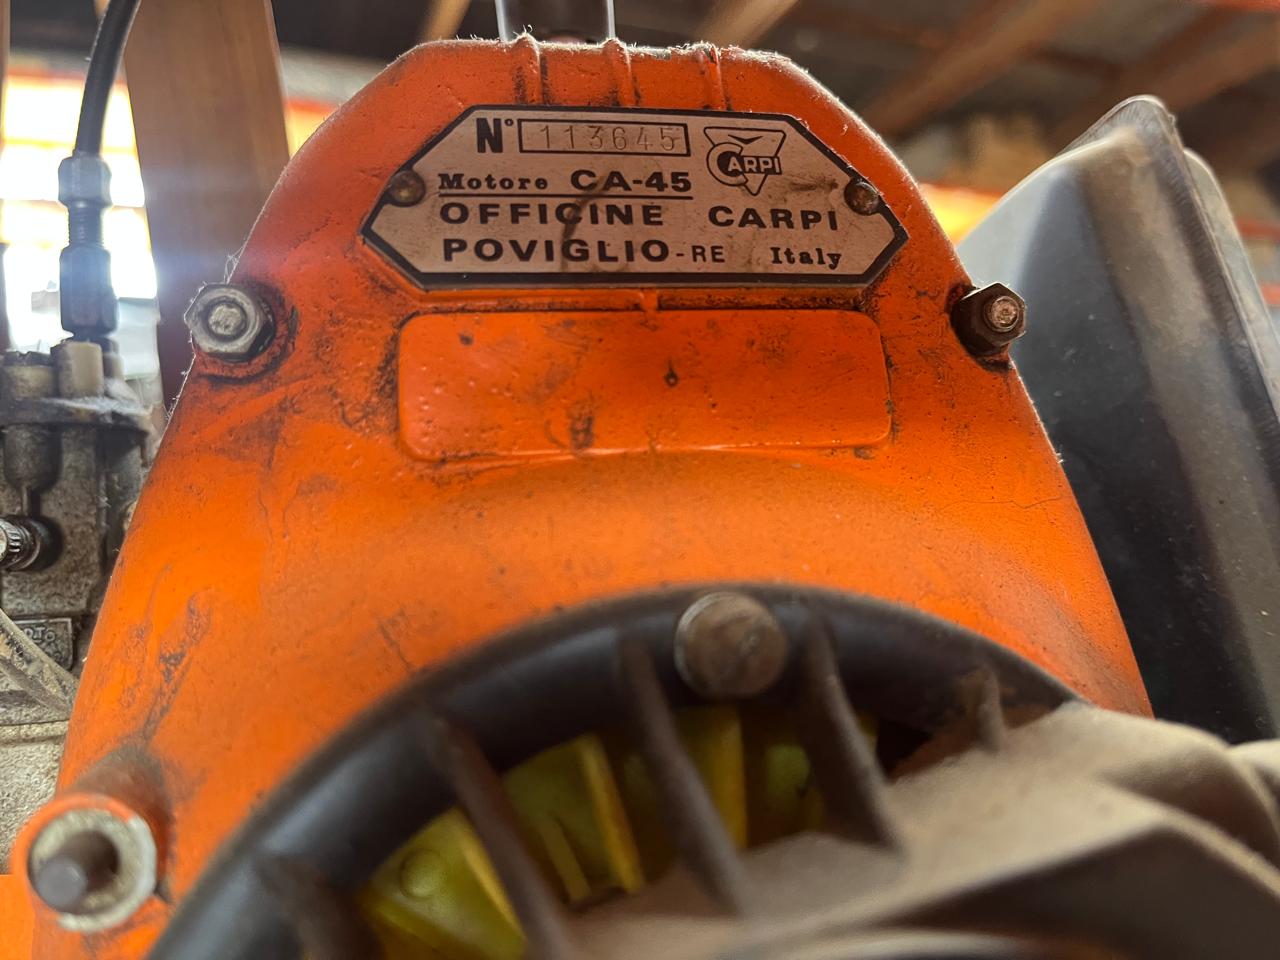 N° 113645
CARPI
Motore CA-45
OFFICINE CARPI
POVIGLIO-RE Italy